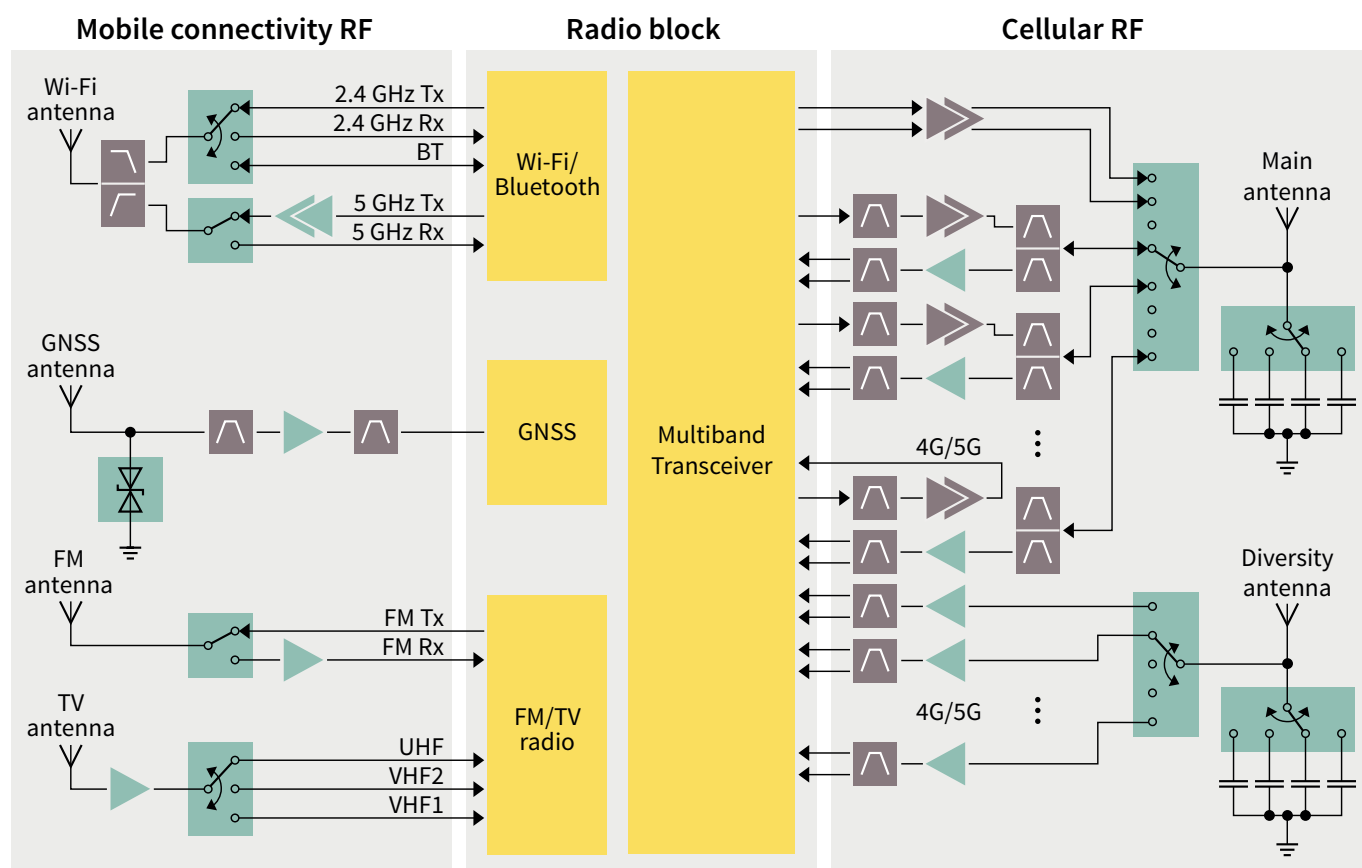 Mobile connectivity RF
Radio block
Cellular RF
Wi-Fi
antenna
2.4 GHz Tx
2.4 GHz Rx
BT
5 GHz Tx
5 GHz Rx
Wi-Fi/
Bluetooth
Main
antenna
GNSS
antenna
GNSS
Multiband
Transceiver
4G/5G
FM
antenna
FM Tx
FM Rx
Diversity
antenna
TV
antenna
UHF
VHF2
VHF1
FM/TV
radio
4G/5G